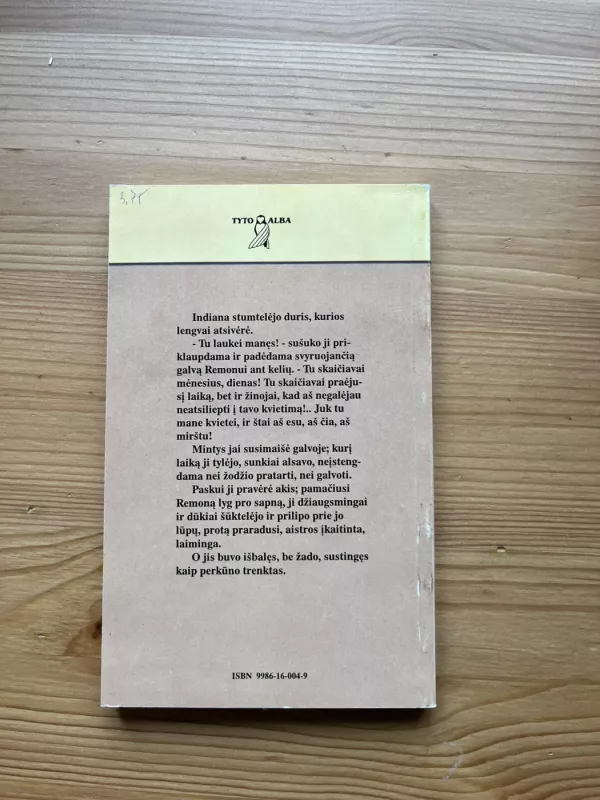 TYTO ALBA
Indiana stumtelėjo duris, kurios
lengvai atsivėrė.
- Tu laukei manęs! - sušuko ji pri-
klaupdama ir padėdama svyruojančią
galvą Remonui ant kelių. - Tu skaičiavai
mėnesius, dienas! Tu skaičiavai praėju-
sį laiką, bet ir žinojai, kad aš negalėjau
neatsiliepti į tavo kvietimą!.. Juk tu
mane kvietei, ir štai aš esu, aš čia, aš
mirštu!
Mintys jai susimaišė galvoje; kurį
laiką ji tylėjo, sunkiai alsavo, neįsteng-
dama nei žodžio pratarti, nei galvoti.
Paskui ji pravėrė akis; pamačiusi
Remoną lyg pro sapną, ji džiaugsmingai
ir dūkiai šūktelėjo ir prilipo prie jo
lūpų, protą praradusi, aistros įkaitinta,
laiminga.
O jis buvo išbalęs, be žado, sustingęs
kaip perkūno trenktas.
ISBN 9986-16-004-9